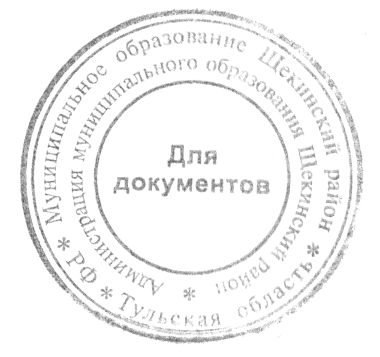 Муниципальное образование Щекинский район * РФ * Тульская область *
Администрация муниципального образования Щекинский район *
Для
документов